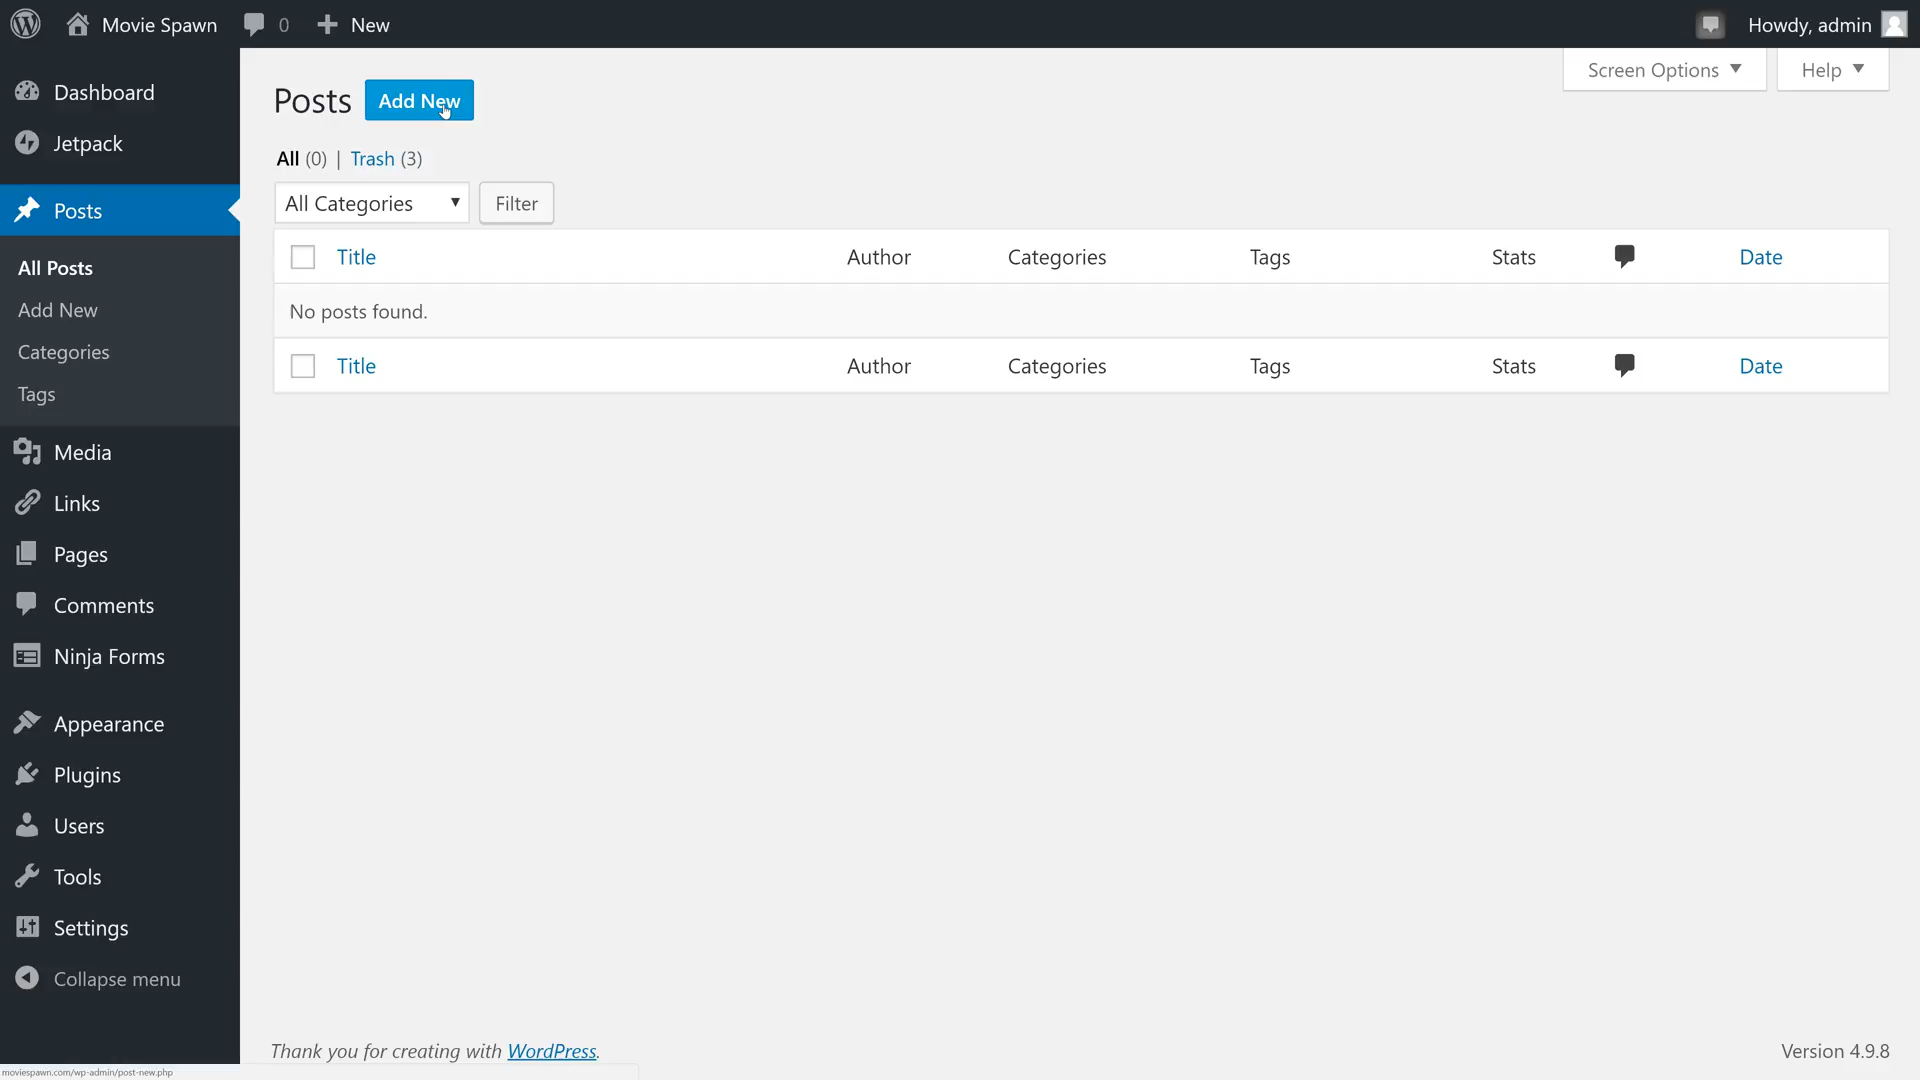 Movie Spawn 0 New Howdy, admin
Screen Options ▼ Help ▼
Dashboard
Jetpack
Posts
All Posts
Add New
Categories
Tags
Media
Links
Pages
Comments
Ninja Forms
Appearance
Plugins
Users
Tools
Settings
Collapse menu
Posts Add New
All (0) | Trash (3)
All Categories ▼ Filter
Title Author Categories Tags Stats Date
No posts found.
Title Author Categories Tags Stats Date
Thank you for creating with WordPress. Version 4.9.8
moviespawn.com/wp-admin/post-new.php